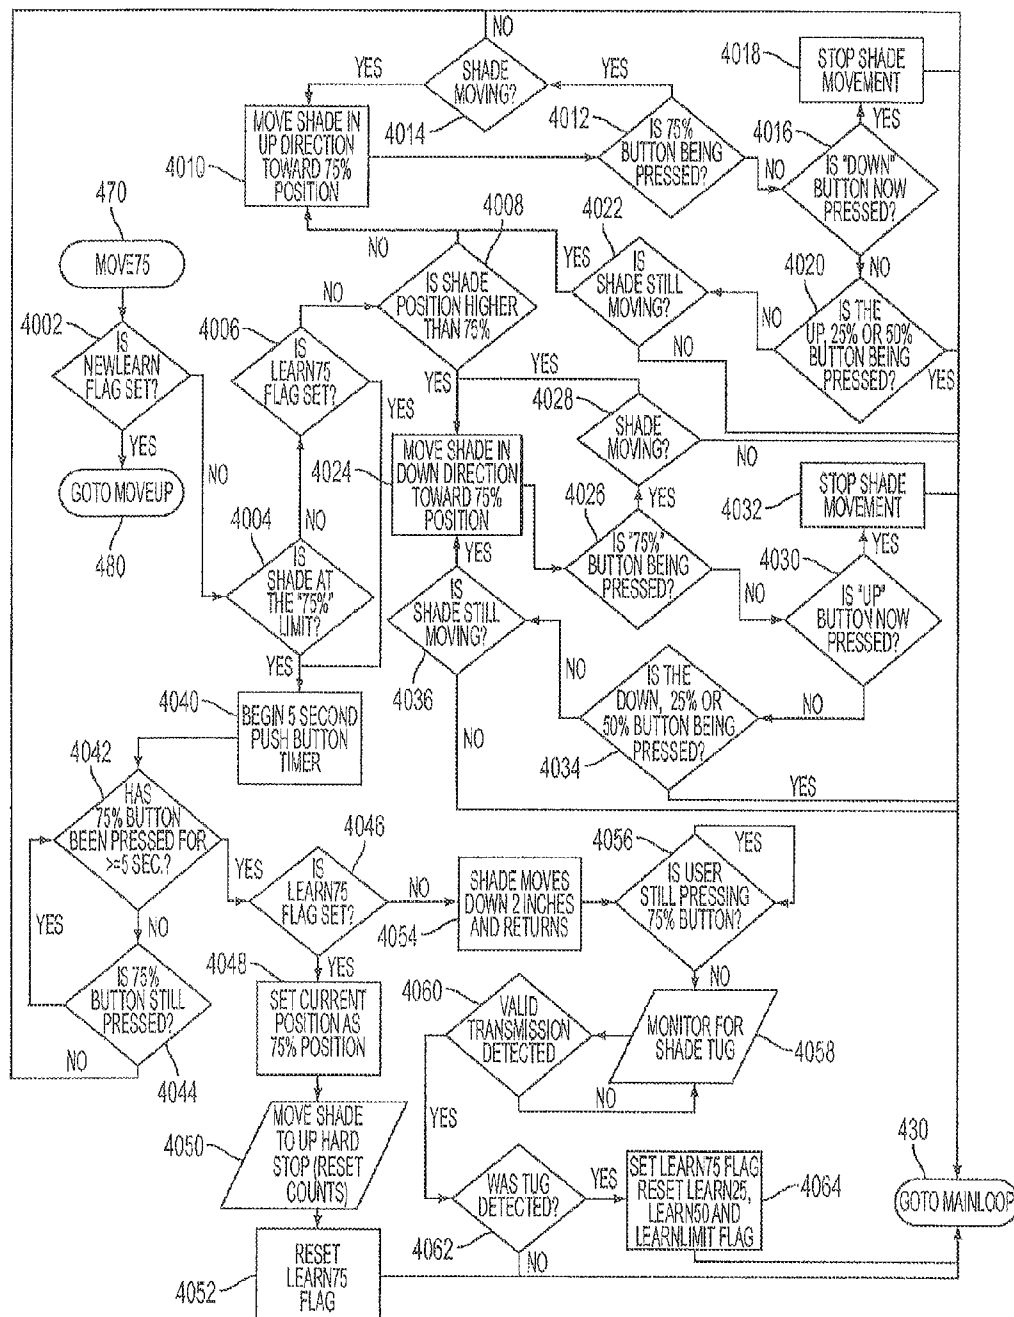 NO
YES
SHADE
MOVING?
4014
YES
4018
STOP SHADE
MOVEMENT
YES
MOVE SHADE IN
UP DIRECTION
TOWARD 75%
POSITION
4010
4012
IS 75%
BUTTON BEING
PRESSED?
NO
4016
IS "DOWN"
BUTTON NOW
PRESSED?
NO
470
MOVE75
4002
IS
NEWLEARN
FLAG SET?
YES
NO
GOTO MOVEUP
480
4006
IS
LEARN75
FLAG SET?
NO
YES
4008
NO
IS SHADE
POSITION HIGHER
THAN 75%
YES
4022
YES
IS
SHADE STILL
MOVING?
NO
NO
4020
IS THE
UP, 25% OR 50%
BUTTON BEING
PRESSED?
YES
YES
4028
SHADE
MOVING?
NO
YES
4024
MOVE SHADE IN
DOWN DIRECTION
TOWARD 75%
POSITION
YES
4026
IS "75%"
BUTTON BEING
PRESSED?
NO
4032
STOP SHADE
MOVEMENT
YES
4030
IS "UP"
BUTTON NOW
PRESSED?
NO
4004
NO
IS
SHADE AT
THE "75%"
LIMIT?
YES
IS
SHADE STILL
MOVING?
4036
NO
NO
IS THE
DOWN, 25% OR
50% BUTTON BEING
PRESSED?
4034
YES
4040
BEGIN 5 SECOND
PUSH BUTTON
TIMER
4042
HAS
75% BUTTON
BEEN PRESSED FOR
>=5 SEC.?
YES
NO
YES
IS 75%
BUTTON STILL
PRESSED?
NO
4044
4046
IS
LEARN75
FLAG SET?
NO
YES
4048
SET CURRENT
POSITION AS
75% POSITION
4050
MOVE SHADE
TO UP HARD
STOP (RESET
COUNTS)
4052
RESET
LEARN75
FLAG
SHADE MOVES
DOWN 2 INCHES
AND RETURNS
4054
4056
YES
IS USER
STILL PRESSING
75% BUTTON?
NO
MONITOR FOR
SHADE TUG
4058
4060
VALID
TRANSMISSION
DETECTED
NO
YES
WAS TUG
DETECTED?
4062
YES
NO
SET LEARN75 FLAG
RESET LEARN25,
LEARN50 AND
LEARNLIMIT FLAG
4064
430
GOTO MAINLOOP